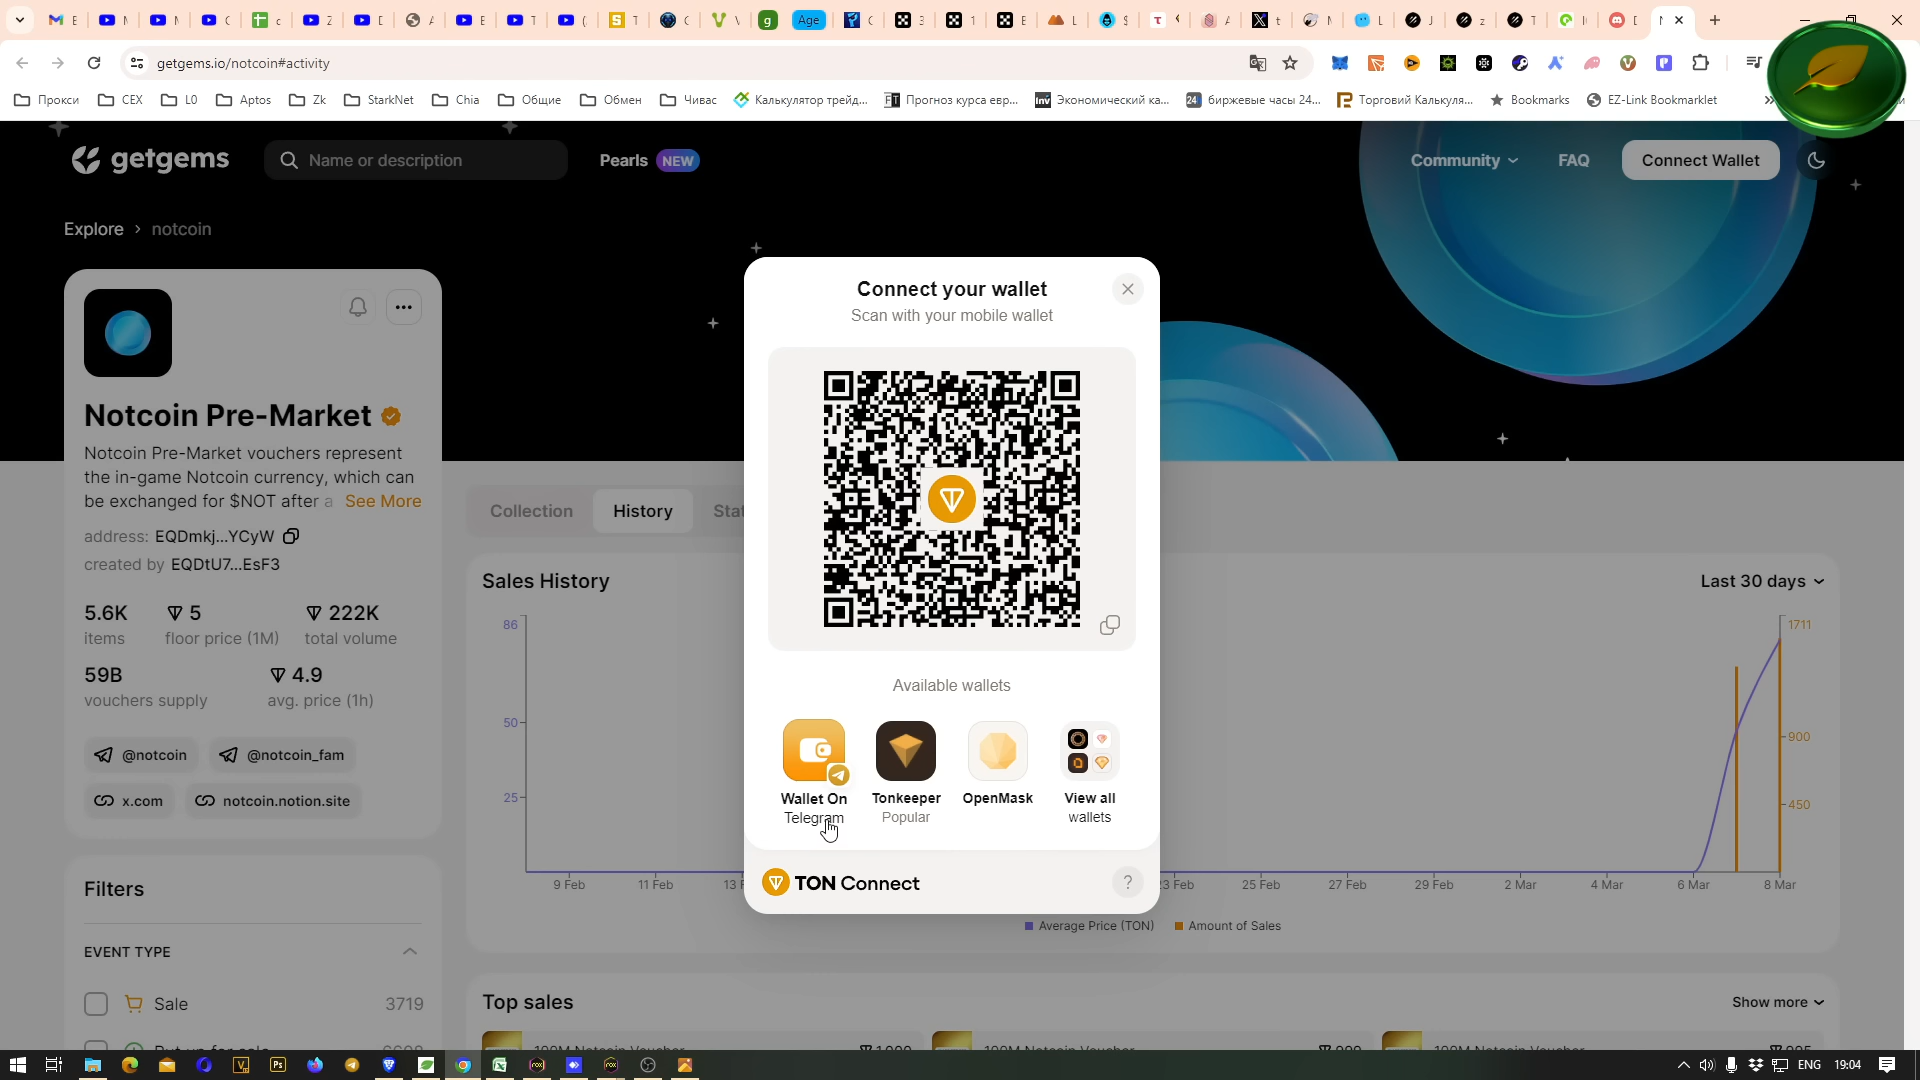 getgems.io/notcoin#activity
Прокси
CEX
L0
Aptos
Zk
StarkNet
Chia
Общие
Обмен
Чивас
Калькулятор трейд...
Прогноз курса евр...
Экономический ка...
биржевые часы 24...
Торговий Калькуля...
Bookmarks
EZ-Link Bookmarklet
getgems
Name or description
Pearls NEW
Community
FAQ
Connect Wallet
Explore > notcoin
Notcoin Pre-Market
Notcoin Pre-Market vouchers represent
the in-game Notcoin currency, which can
be exchanged for $NOT after a See More
address: EQDmkj...YCyW
created by EQDtU7...EsF3
5.6K 5 222K
items floor price (1M) total volume
59B 4.9
vouchers supply avg. price (1h)
@notcoin @notcoin_fam
x.com notcoin.notion.site
Filters
EVENT TYPE
Sale 3719
Collection History
Sales History Last 30 days
86
50
25
1711
900
450
9 Feb 11 Feb 25 Feb 27 Feb 29 Feb 2 Mar 4 Mar 6 Mar 8 Mar
Average Price (TON) Amount of Sales
Top sales Show more
Connect your wallet
Scan with your mobile wallet
Available wallets
Wallet On
Telegram
Tonkeeper
Popular
OpenMask
View all
wallets
TON Connect
?
ENG 19:04